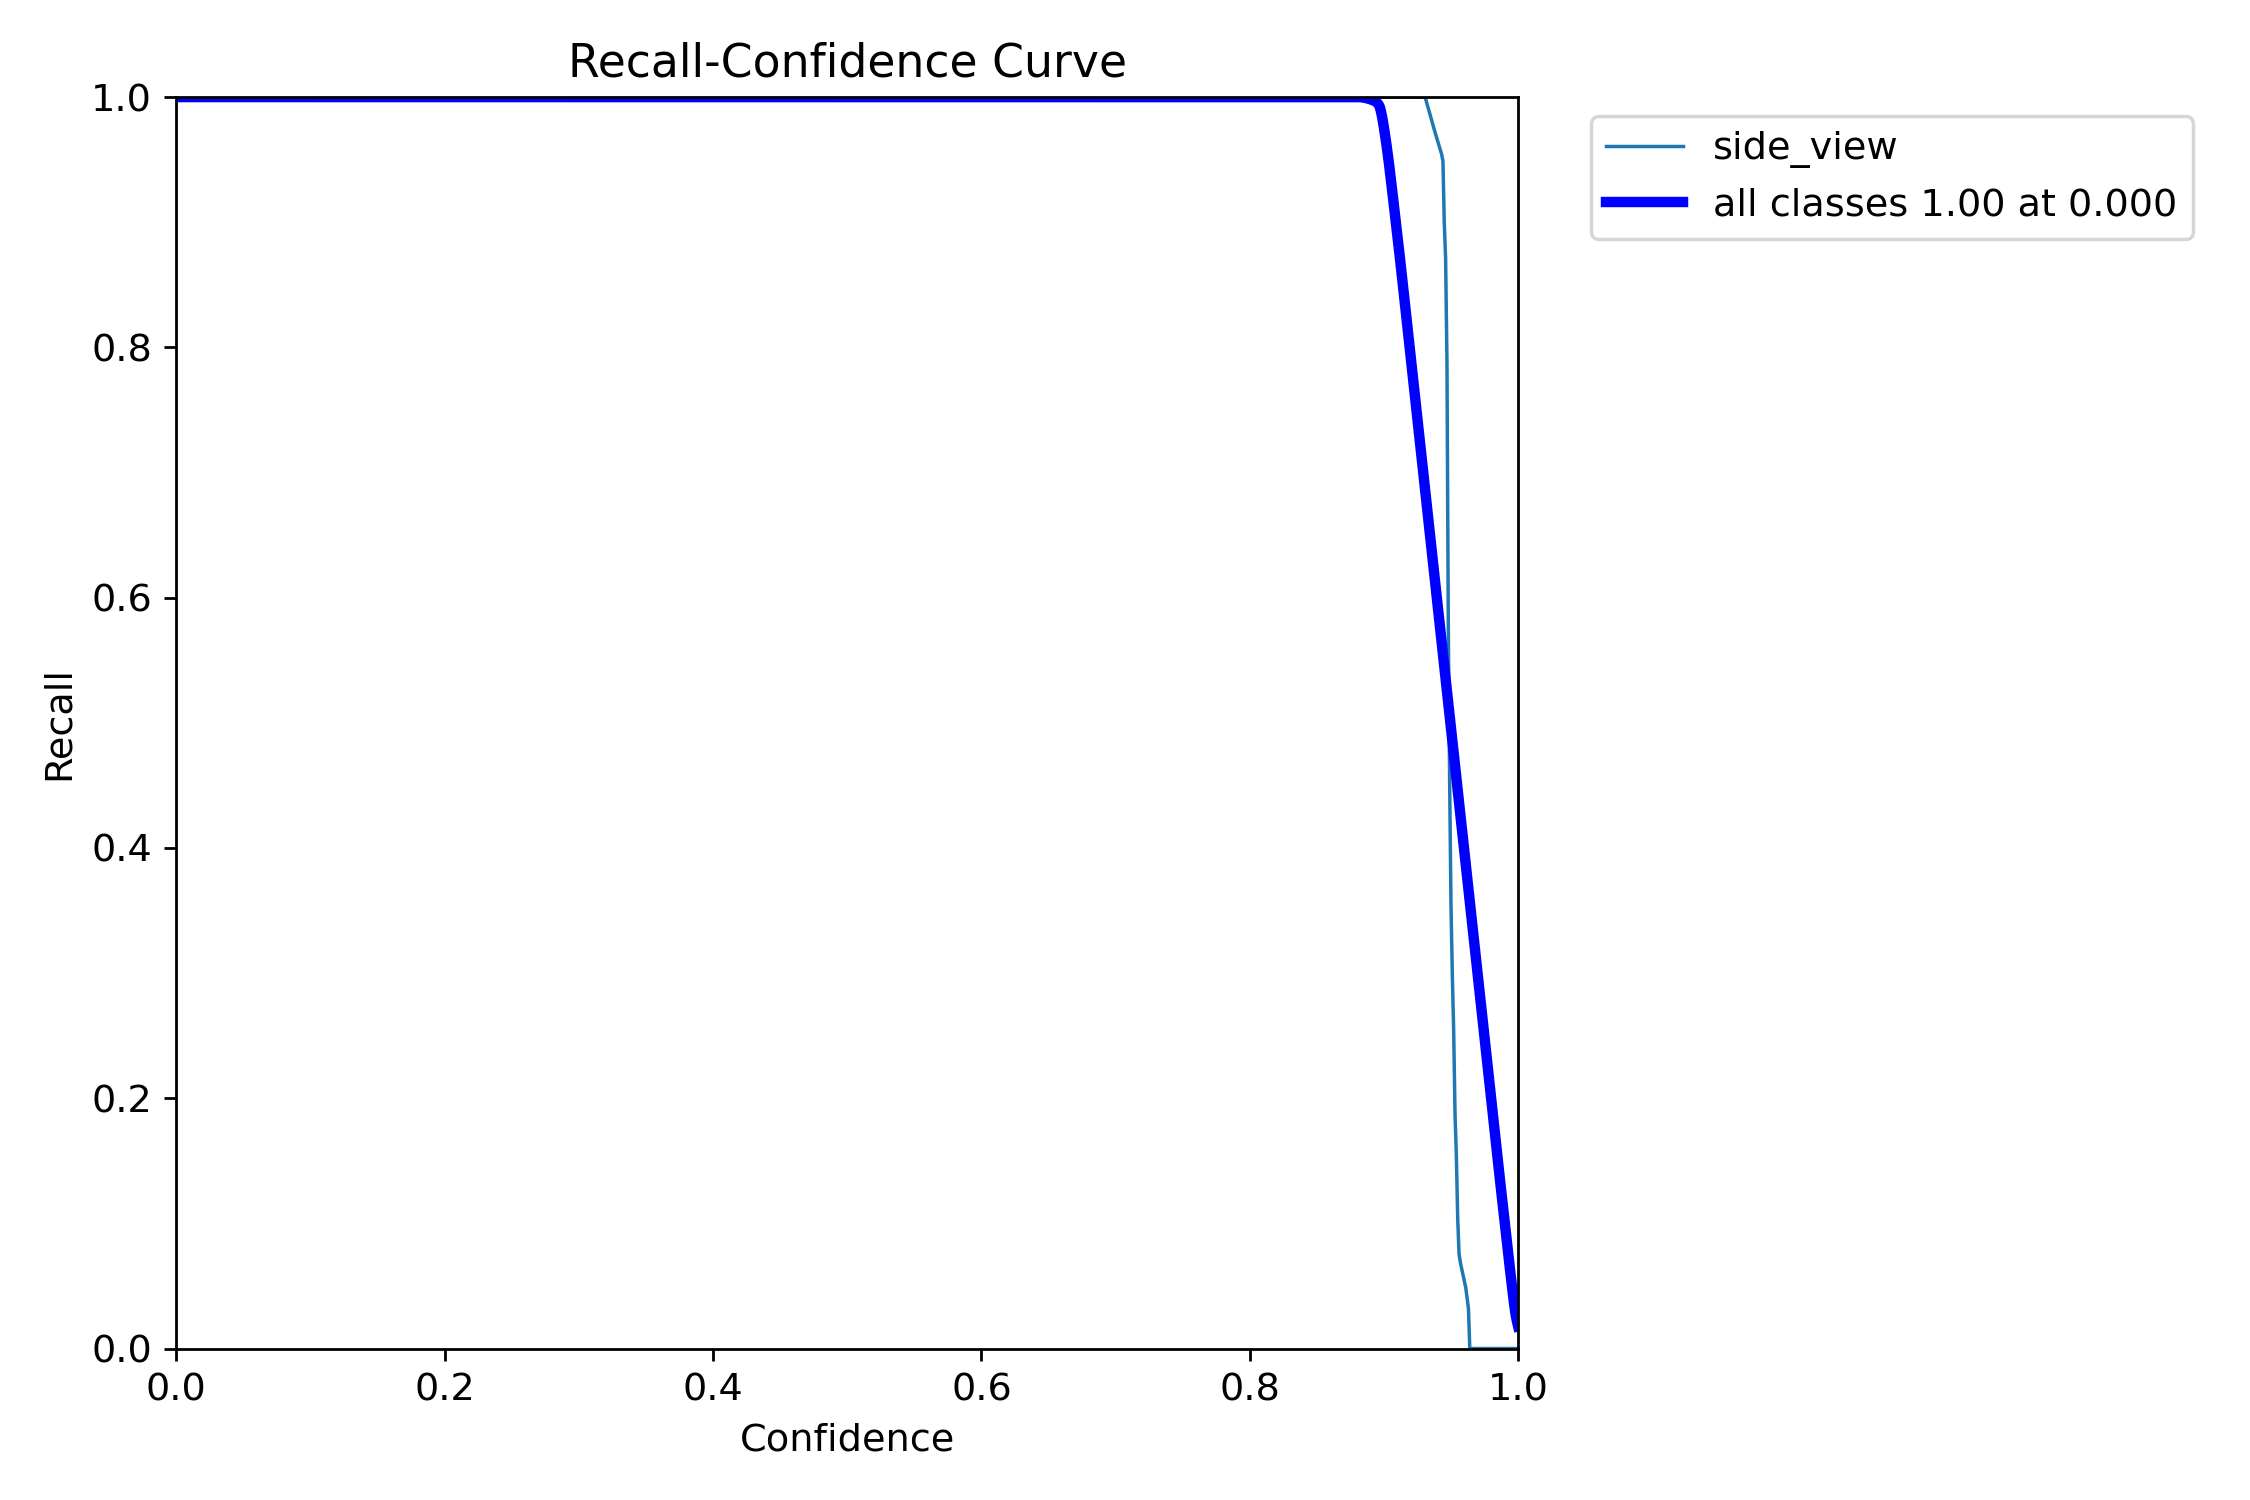 Recall-Confidence Curve
1.0
0.8
0.6
0.4
0.2
0.0
Recall
0.0 0.2 0.4 0.6 0.8 1.0
Confidence
side_view
all classes 1.00 at 0.000